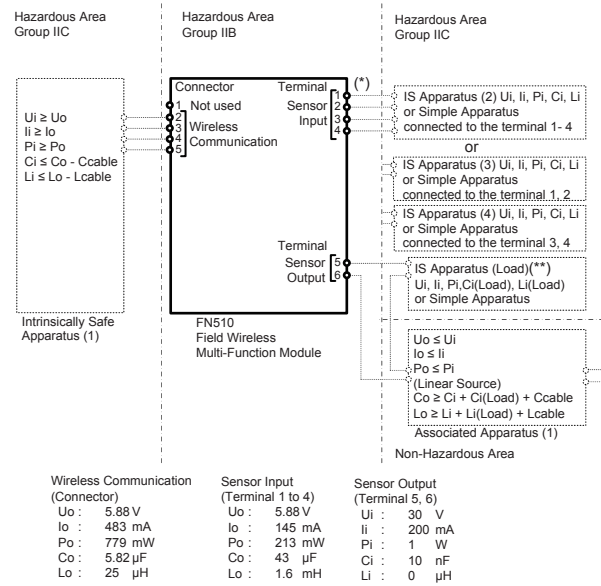 Hazardous Area
Group IIC
Hazardous Area
Group IIB
Hazardous Area
Group IIC
Ui ≥ Uo
Ii ≥ Io
Pi ≥ Po
Ci ≤ Co - Ccable
Li ≤ Lo - Lcable
Intrinsically Safe
Apparatus (1)
Connector
1 Not used
2
3 Wireless
4 Communication
5
Terminal (*)
Sensor
Input
1
2
3
4
Terminal
Sensor 5
Output 6
FN510
Field Wireless
Multi-Function Module
IS Apparatus (2) Ui, Ii, Pi, Ci, Li
or Simple Apparatus
connected to the terminal 1- 4
or
IS Apparatus (3) Ui, Ii, Pi, Ci, Li
or Simple Apparatus
connected to the terminal 1, 2
IS Apparatus (4) Ui, Ii, Pi, Ci, Li
or Simple Apparatus
connected to the terminal 3, 4
IS Apparatus (Load)(**)
Ui, Ii, Pi,Ci(Load), Li(Load)
or Simple Apparatus
Uo ≤ Ui
Io ≤ Ii
Po ≤ Pi
(Linear Source)
Co ≥ Ci + Ci(Load) + Ccable
Lo ≥ Li + Li(Load) + Lcable
Associated Apparatus (1)
Non-Hazardous Area
Wireless Communication
(Connector)
Uo : 5.88 V
Io : 483 mA
Po : 779 mW
Co : 5.82 µF
Lo : 25 µH
Sensor Input
(Terminal 1 to 4)
Uo : 5.88 V
Io : 145 mA
Po : 213 mW
Co : 43 µF
Lo : 1.6 mH
Sensor Output
(Terminal 5, 6)
Ui : 30 V
Ii : 200 mA
Pi : 1 W
Ci : 10 nF
Li : 0 µH